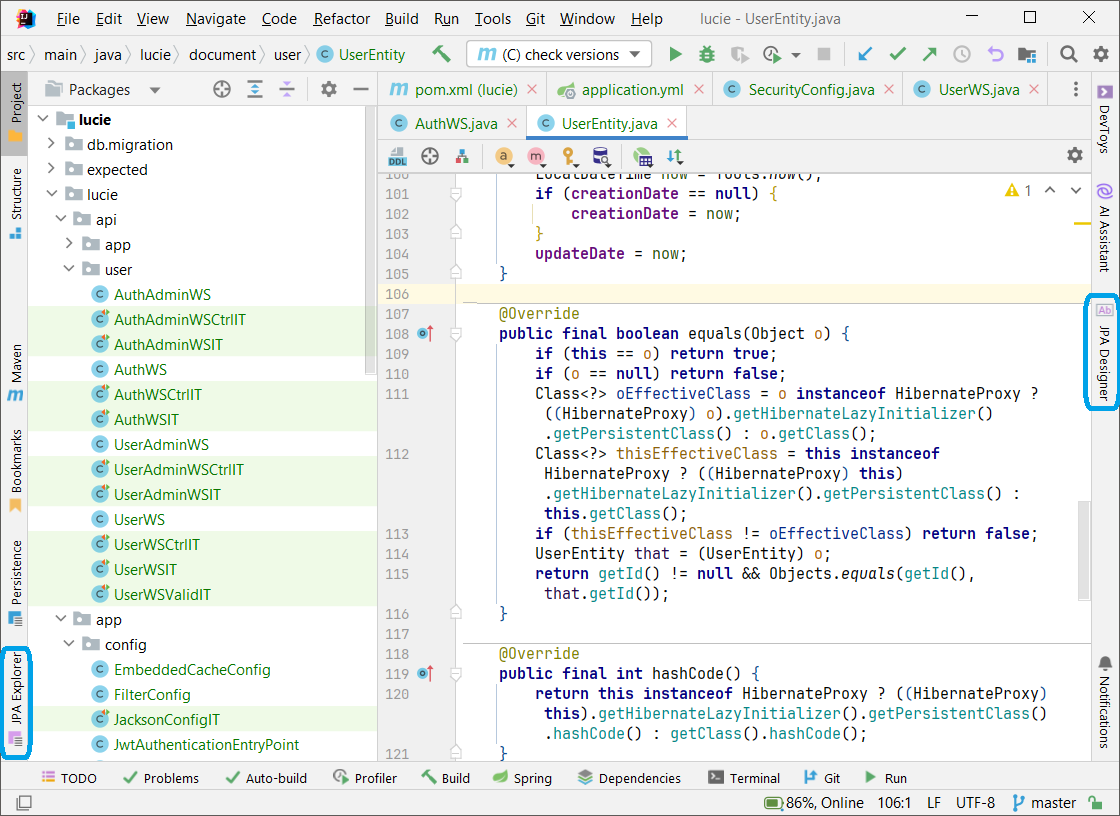 File Edit View Navigate Code Refactor Build Run Tools Git Window Help lucie - UserEntity.java
src main java lucie document user C UserEntity m (C) check versions
Project
Structure
Maven
m
Bookmarks
Persistence
JPA Explorer
Packages
lucie
db.migration
expected
lucie
api
app
user
C AuthAdminWS
C AuthAdminWSCtrlIT
C AuthAdminWSIT
C AuthWS
C AuthWSCtrlIT
C AuthWSIT
C UserAdminWS
C UserAdminWSCtrlIT
C UserAdminWSIT
C UserWS
C UserWSCtrlIT
C UserWSIT
C UserWSValidIT
app
config
C EmbeddedCacheConfig
C FilterConfig
C JacksonConfigIT
C JwtAuthenticationEntryPoint
m pom.xml (lucie) application.yml C SecurityConfig.java C UserWS.java
C AuthWS.java C UserEntity.java
DDL a m
1
100 LocalDateTime now = Tools.now();
101 if (creationDate == null) {
102 creationDate = now;
103 }
104 updateDate = now;
105 }
106
107 @Override
108 public final boolean equals(Object o) {
109 if (this == o) return true;
110 if (o == null) return false;
111 Class<?> oEffectiveClass = o instanceof HibernateProxy ?
((HibernateProxy) o).getHibernateLazyInitializer()
.getPersistentClass() : o.getClass();
112 Class<?> thisEffectiveClass = this instanceof
HibernateProxy ? ((HibernateProxy) this)
.getHibernateLazyInitializer().getPersistentClass() :
this.getClass();
113 if (thisEffectiveClass != oEffectiveClass) return false;
114 UserEntity that = (UserEntity) o;
115 return getId() != null && Objects.equals(getId(),
that.getId());
116 }
117
118 @Override
119 public final int hashCode() {
120 return this instanceof HibernateProxy ? ((HibernateProxy)
this).getHibernateLazyInitializer().getPersistentClass()
.hashCode() : getClass().hashCode();
121 }
DevToys
AI Assistant
Ab
JPA Designer
Notifications
TODO Problems Auto-build Profiler Build Spring Dependencies Terminal Git Run
86%, Online 106:1 LF UTF-8 master